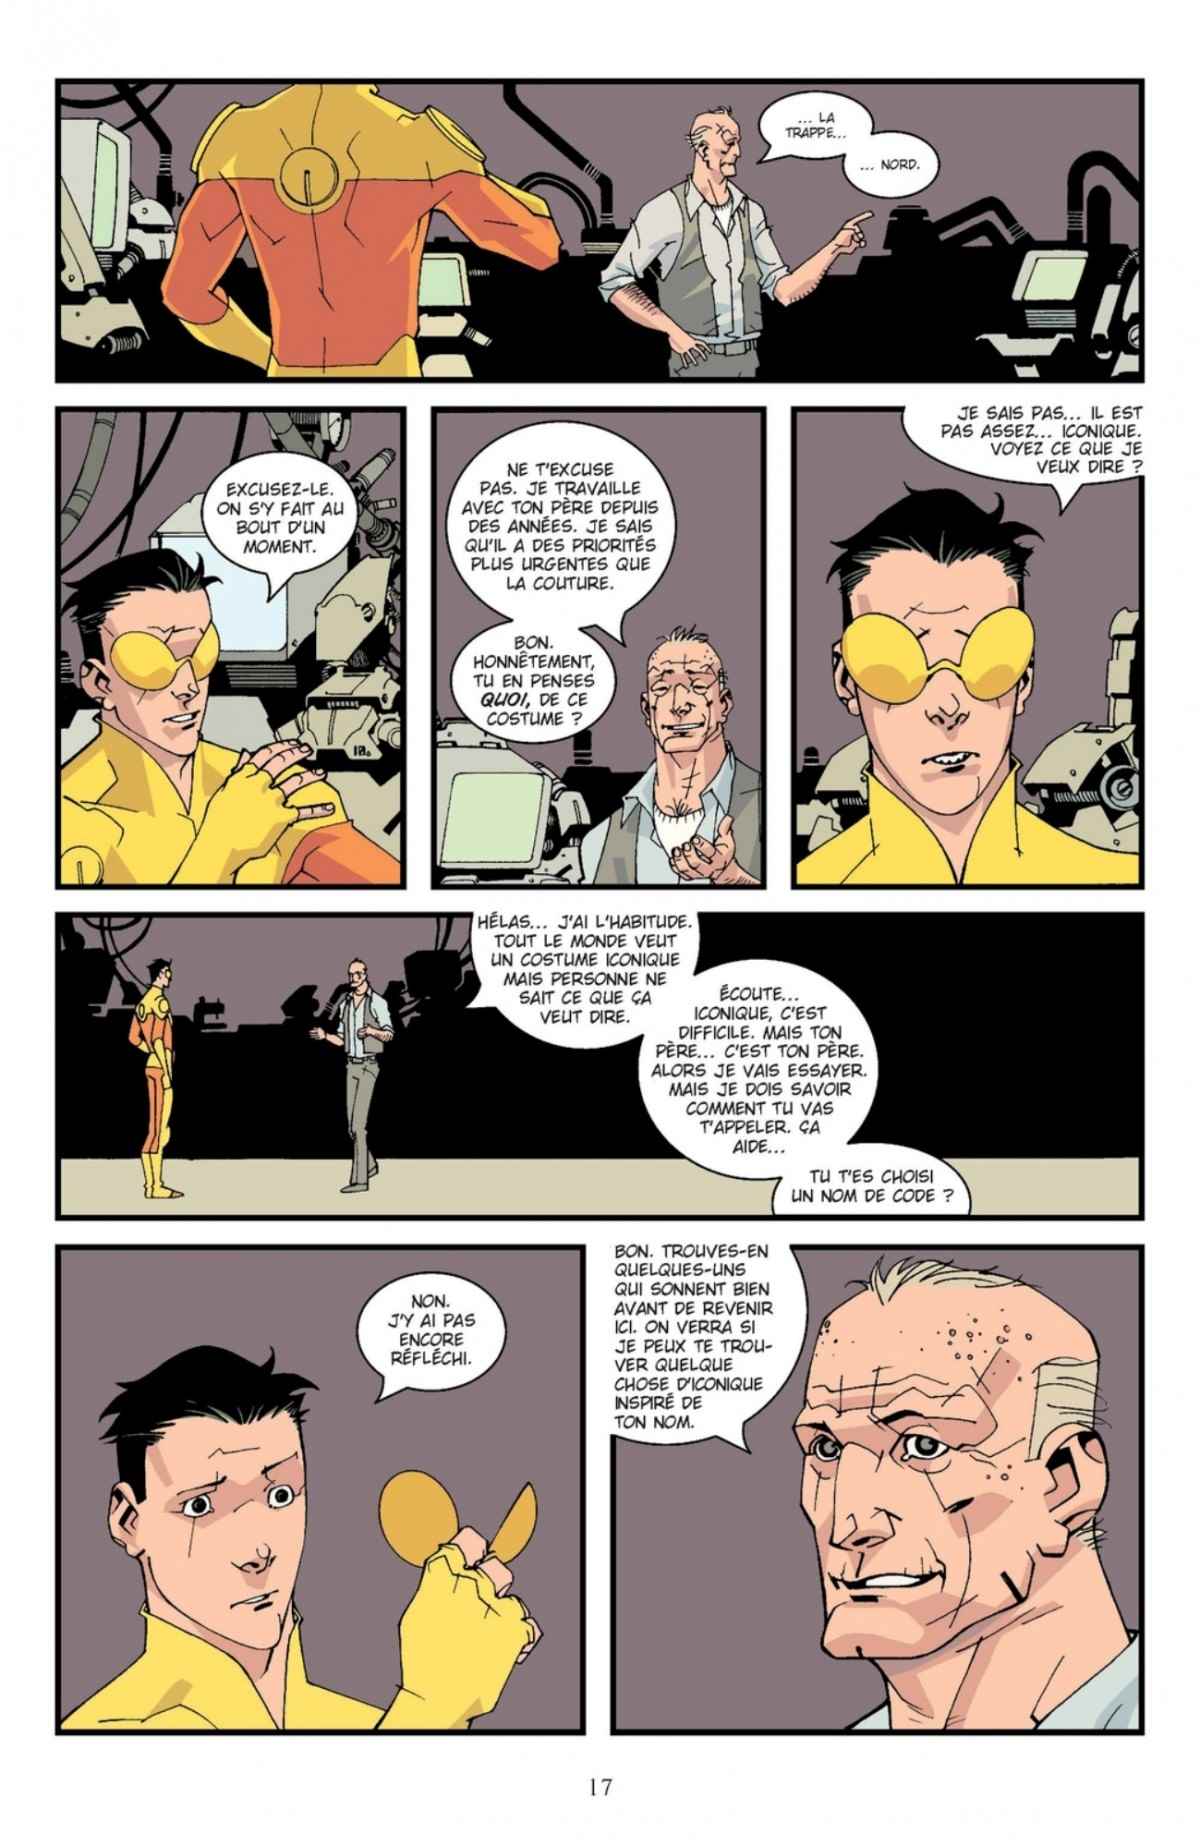 ... LA
TRAPPE...
... NORD.
EXCUSEZ-LE.
ON S'Y FAIT AU
BOUT D'UN
MOMENT.
NE T'EXCUSE
PAS. JE TRAVAILLE
AVEC TON PÈRE DEPUIS
DES ANNÉES. JE SAIS
QU'IL A DES PRIORITÉS
PLUS URGENTES QUE
LA COUTURE.
BON.
HONNÊTEMENT,
TU EN PENSES
QUOI, DE CE
COSTUME ?
JE SAIS PAS... IL EST
PAS ASSEZ... ICONIQUE.
VOYEZ CE QUE JE
VEUX DIRE ?
HÉLAS... J'AI L'HABITUDE.
TOUT LE MONDE VEUT
UN COSTUME ICONIQUE
MAIS PERSONNE NE
SAIT CE QUE ÇA
VEUT DIRE.
ÉCOUTE...
ICONIQUE, C'EST
DIFFICILE. MAIS TON
PÈRE... C'EST TON PÈRE.
ALORS JE VAIS ESSAYER.
MAIS JE DOIS SAVOIR
COMMENT TU VAS
T'APPELER. ÇA
AIDE...
TU T'ES CHOISI
UN NOM DE CODE ?
NON.
J'Y AI PAS
ENCORE
RÉFLÉCHI.
BON. TROUVES-EN
QUELQUES-UNS
QUI SONNENT BIEN
AVANT DE REVENIR
ICI. ON VERRA SI
JE PEUX TE TROU-
VER QUELQUE
CHOSE D'ICONIQUE
INSPIRÉ DE
TON NOM.
17